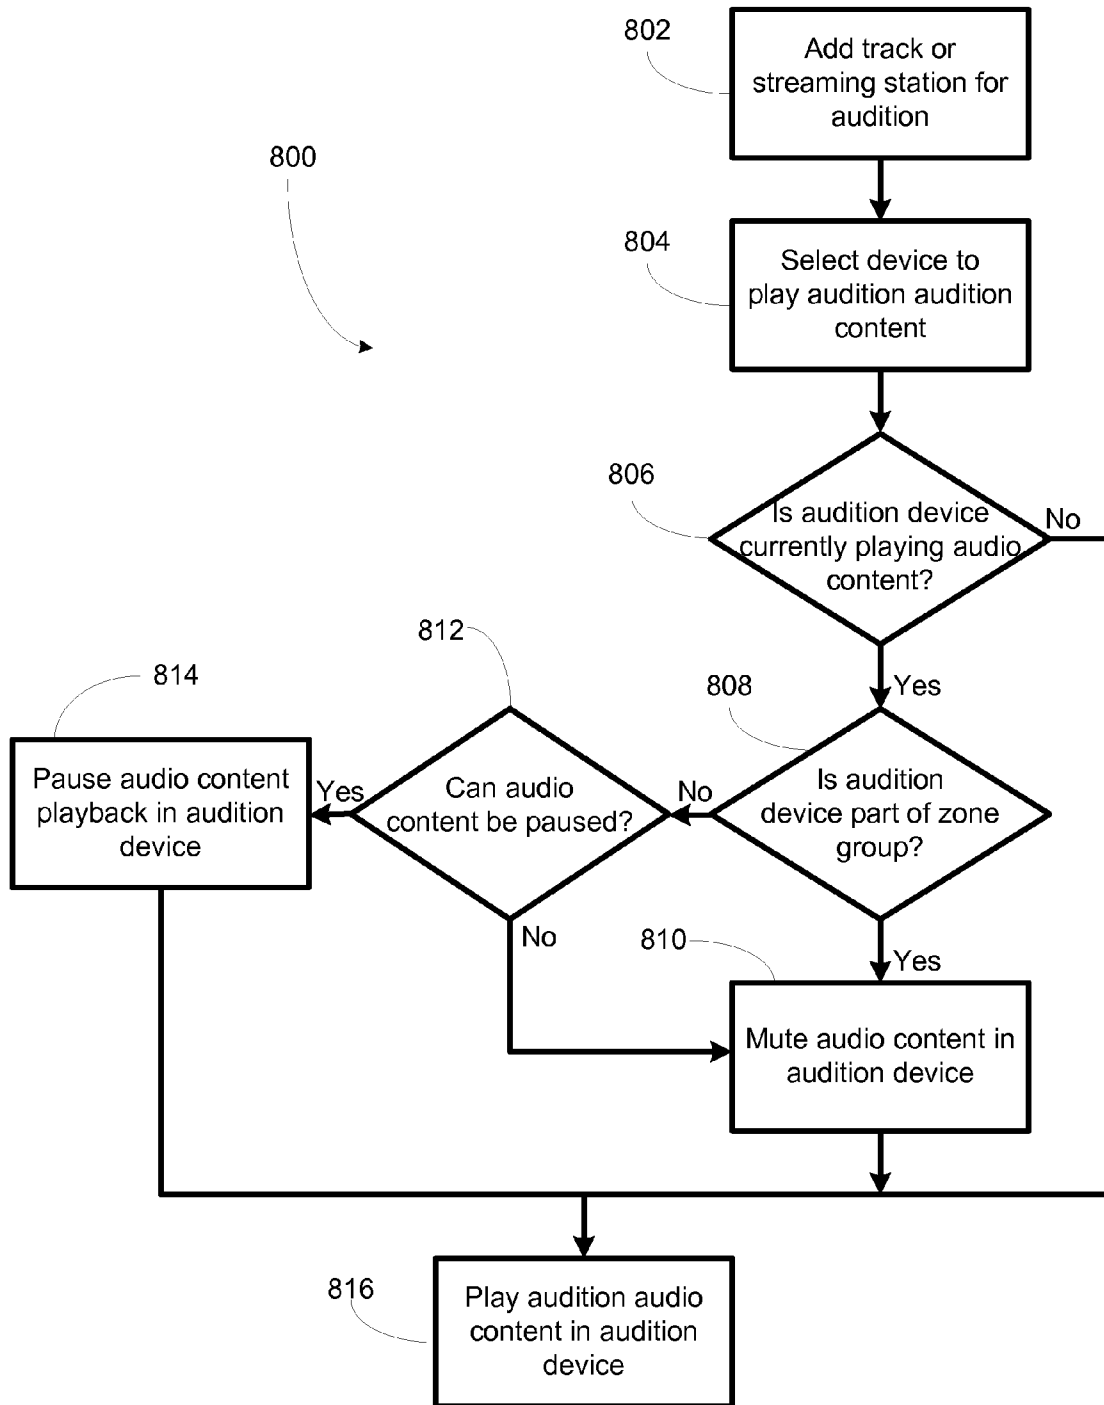 802
Add track or
streaming station for
audition
800
804
Select device to
play audition audition
content
806
Is audition device
currently playing audio
content?
No
Yes
812
814
808
Pause audio content
playback in audition
device
Yes
Can audio
content be paused?
No
Is audition
device part of zone
group?
No
810
Yes
Mute audio content in
audition device
816
Play audition audio
content in audition
device